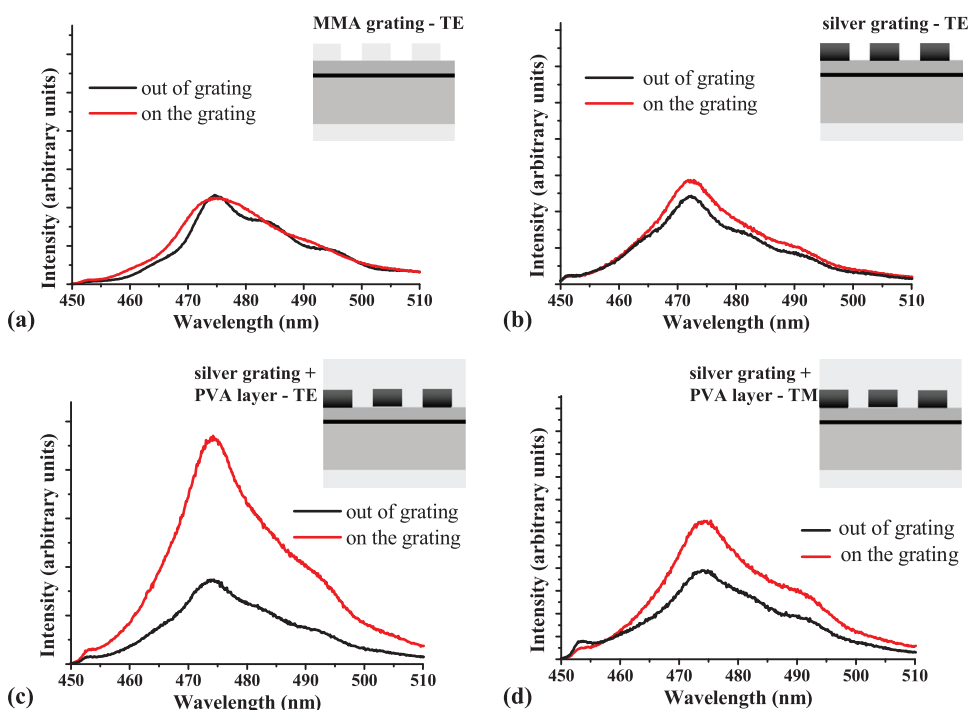 MMA grating - TE
out of grating
on the grating
Intensity (arbitrary units)
450 460 470 480 490 500 510
Wavelength (nm)
(a)
silver grating - TE
out of grating
on the grating
Intensity (arbitrary units)
450 460 470 480 490 500 510
Wavelength (nm)
(b)
silver grating +
PVA layer - TE
out of grating
on the grating
Intensity (arbitrary units)
450 460 470 480 490 500 510
Wavelength (nm)
(c)
silver grating +
PVA layer - TM
out of grating
on the grating
Intensity (arbitrary units)
450 460 470 480 490 500 510
Wavelength (nm)
(d)